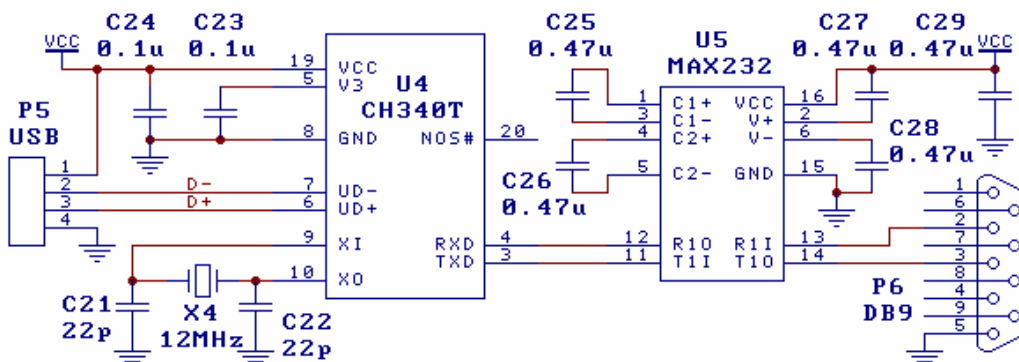 C24
0.1u
C23
0.1u
VCC
P5
USB
1
2
3
4
D-
D+
C21
22p
X4
12MHz
C22
22p
19
5
8
7
6
9
10
VCC
V3
GND
UD-
UD+
XI
XO
U4
CH340T
NOS#
20
RXD
TXD
4
3
C25
0.47u
C26
0.47u
1
3
4
5
12
11
U5
MAX232
C1+
C1-
C2+
C2-
R1O
T1I
VCC
V+
V-
GND
R1I
T1O
16
2
6
15
13
14
C27
0.47u
C29
0.47u
VCC
C28
0.47u
1
6
2
7
3
8
4
9
5
P6
DB9